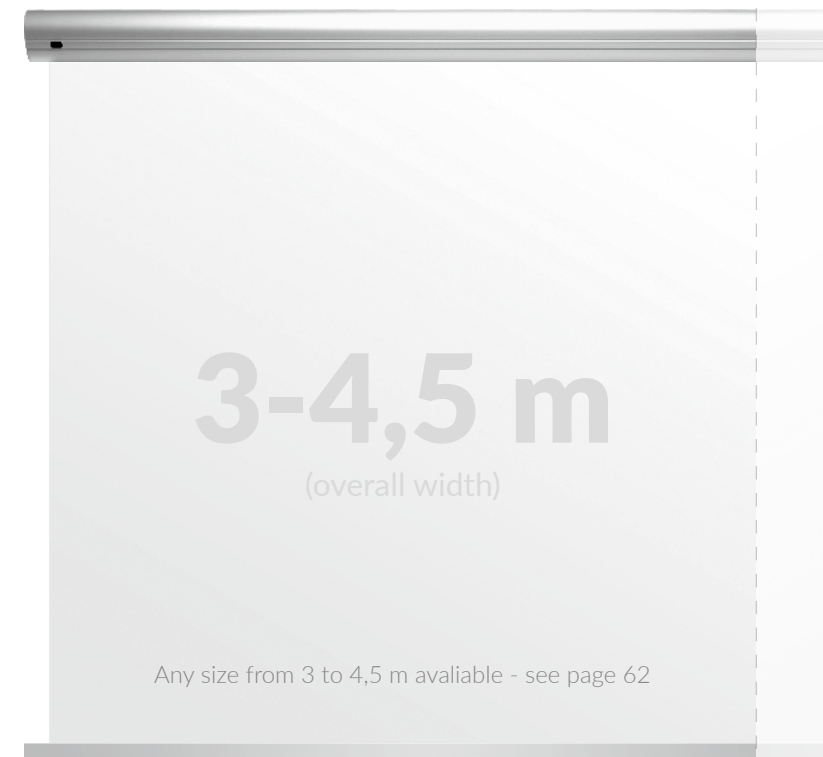 3-4,5 m
(overall width)
Any size from 3 to 4,5 m avaliable - see page 62